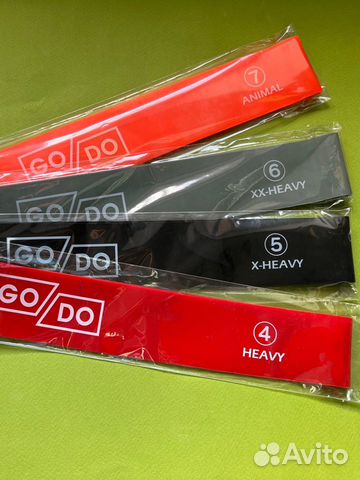 ⑦
ANIMAL
GO/DO
⑥
XX-HEAVY
GO/DO
⑤
X-HEAVY
GO/DO
④
HEAVY
GO/DO
Avito